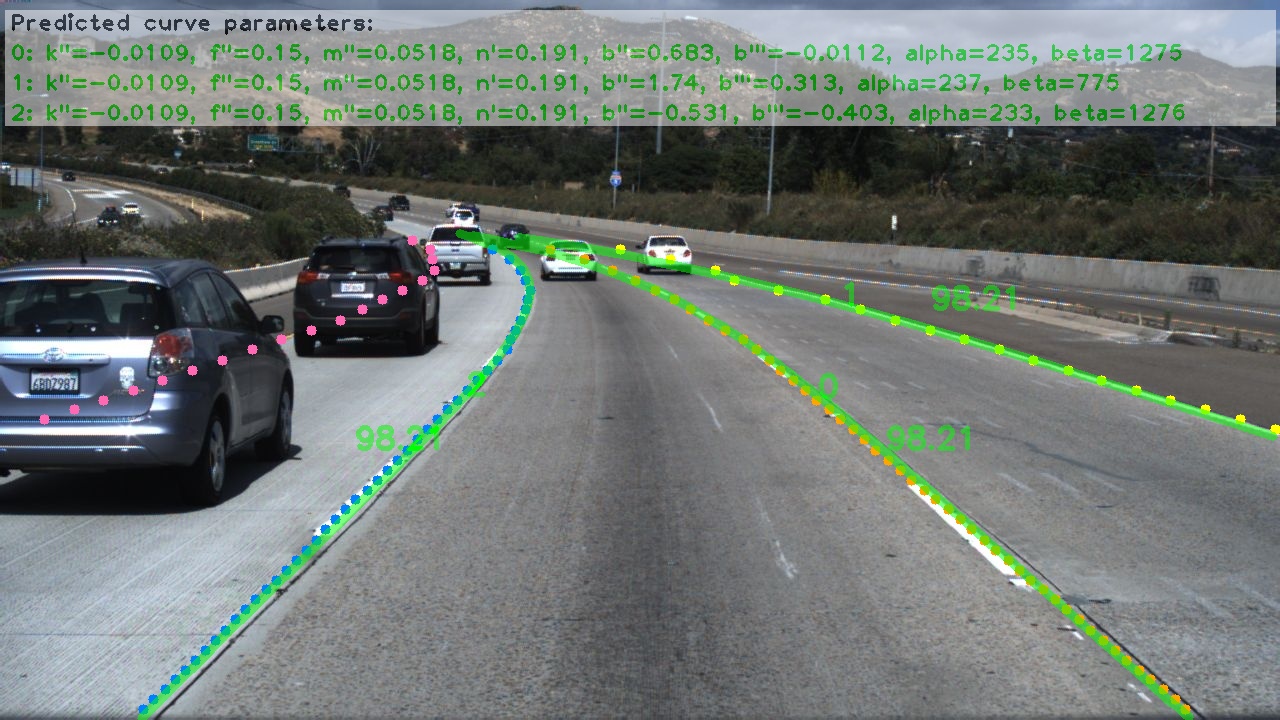 Predicted curve parameters:
0: k''=-0.0109, f''=0.15, m''=0.0518, n'=0.191, b''=0.683, b'''=-0.0112, alpha=235, beta=1275
1: k''=-0.0109, f''=0.15, m''=0.0518, n'=0.191, b''=1.74, b'''=0.313, alpha=237, beta=775
2: k''=-0.0109, f''=0.15, m''=0.0518, n'=0.191, b''=-0.531, b'''=-0.403, alpha=233, beta=1276
1
98.21
0
98.21
98.21
6BDZ987